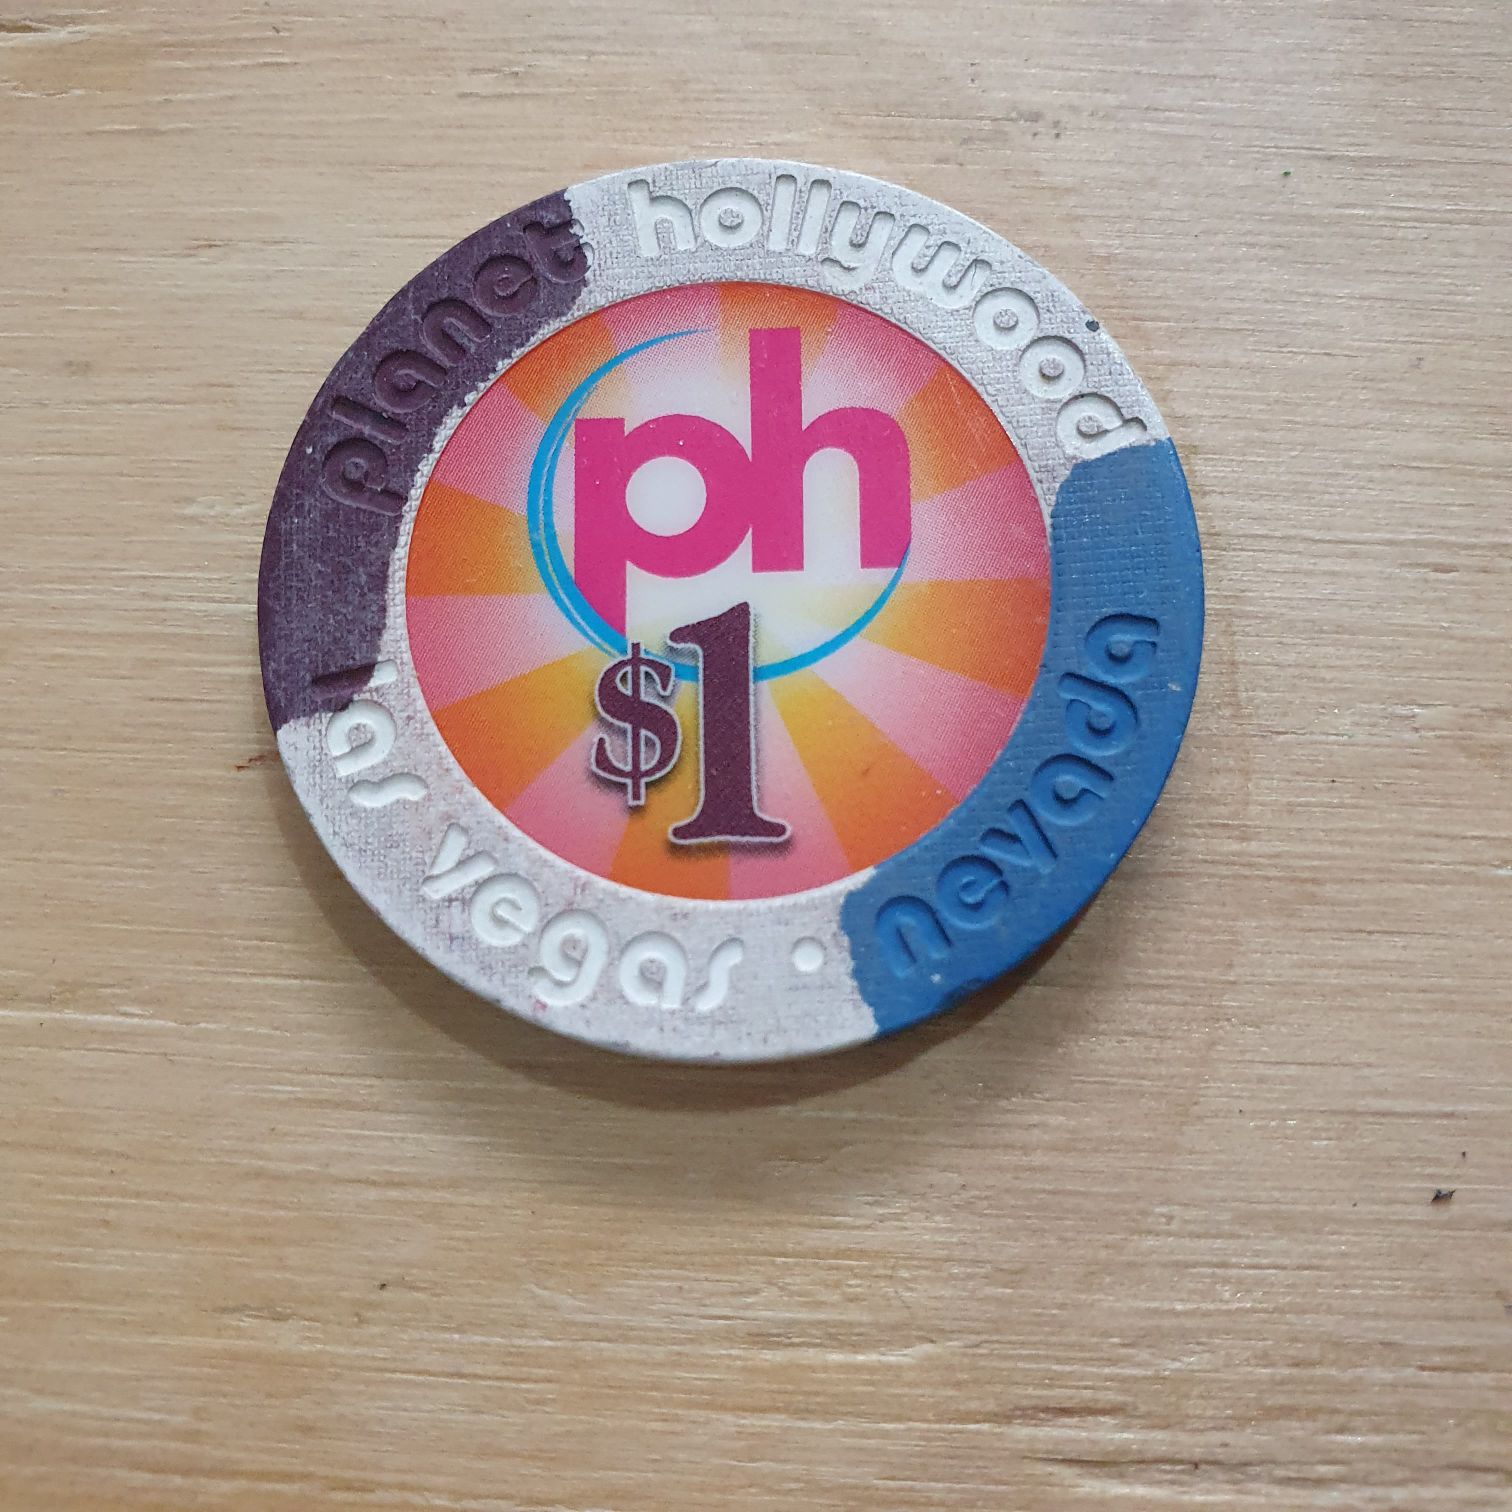 planet hollywood
ph
$1
las vegas • nevada